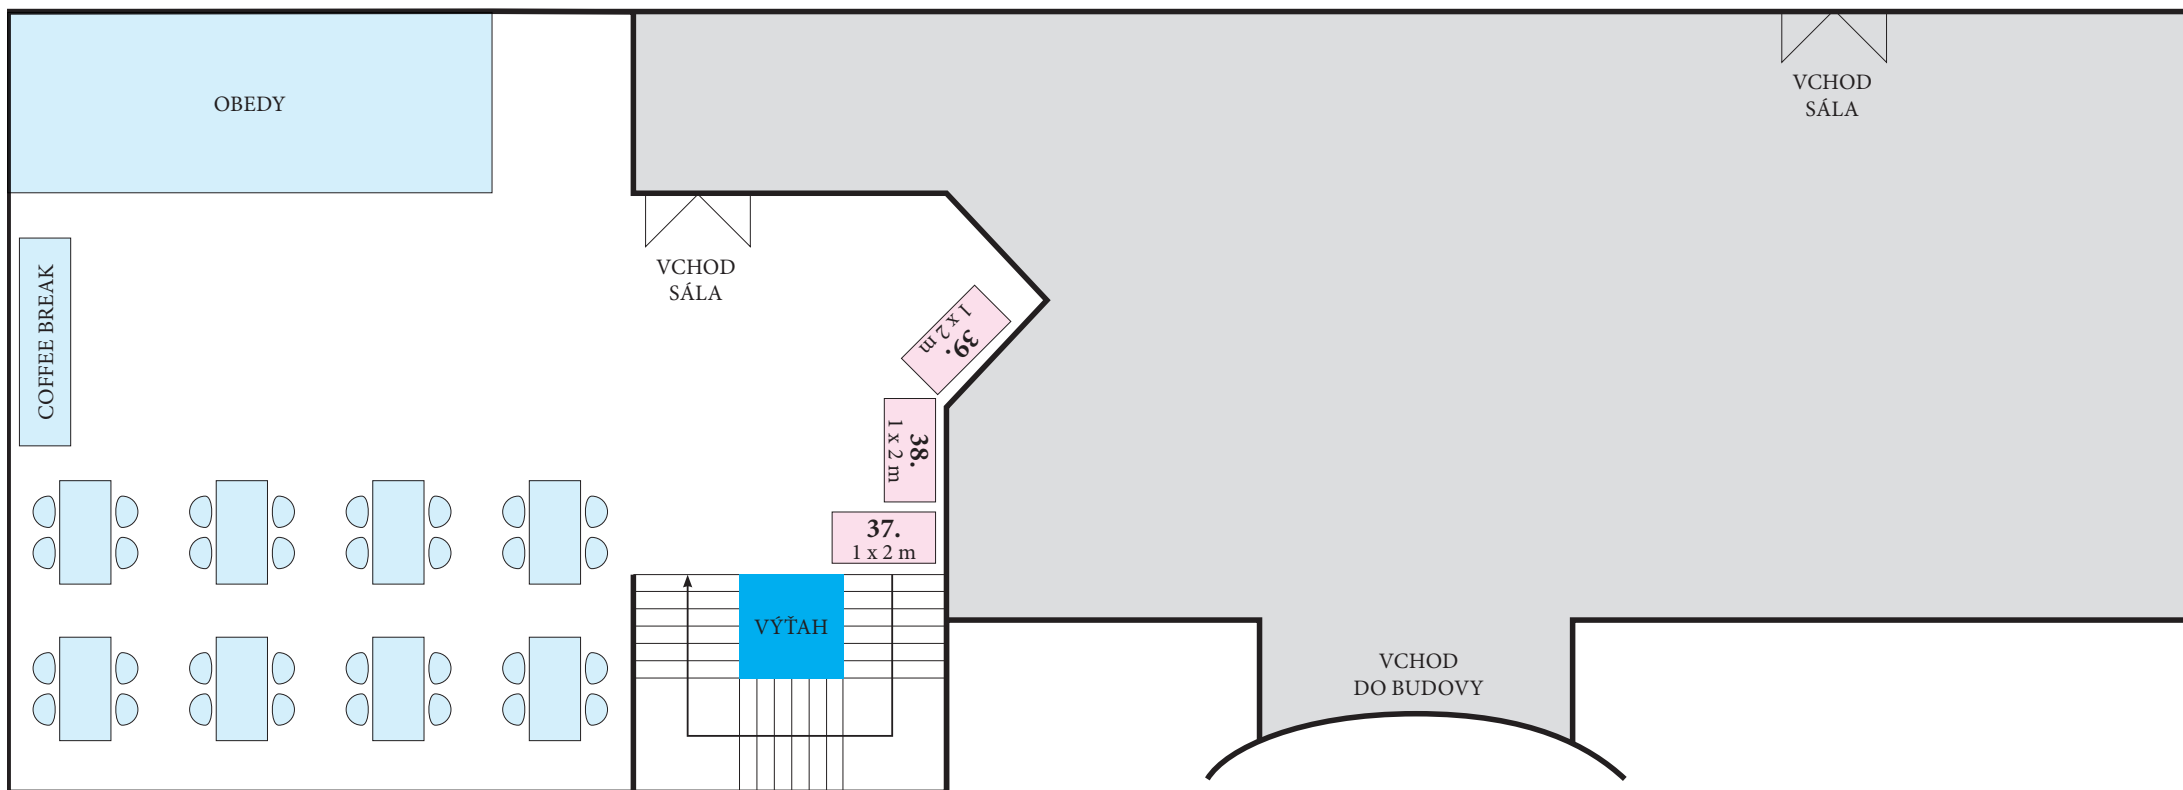 OBEDY
VCHOD
SÁLA
VCHOD
SÁLA
COFFEE BREAK
39.
1 x 2 m
38.
1 x 2 m
37.
1 x 2 m
VÝŤAH
VCHOD
DO BUDOVY